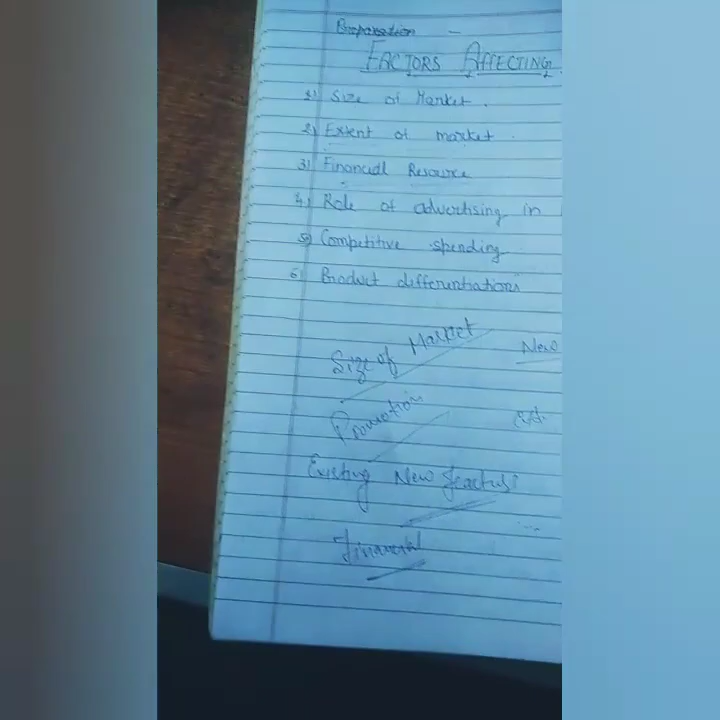 Preparation -
FACTORS AFFECTING
1) Size of Market.
2) Extent of market
3) Financial Resource
4) Role of advertising in
5) Competitive spending
6) Product differentiations
Size of Market
New
Promotion
Existing New
Financial